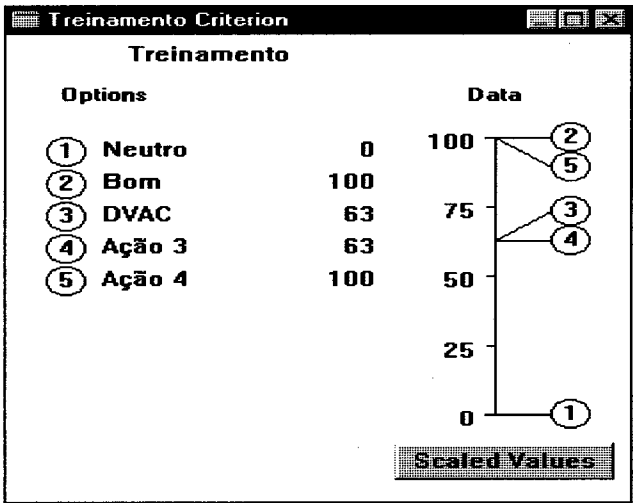 Treinamento Criterion
Treinamento
Options Data
1 Neutro 0
2 Bom 100
3 DVAC 63
4 Ação 3 63
5 Ação 4 100
100 2
5
75 3
4
50
25
0 1
Scaled Values